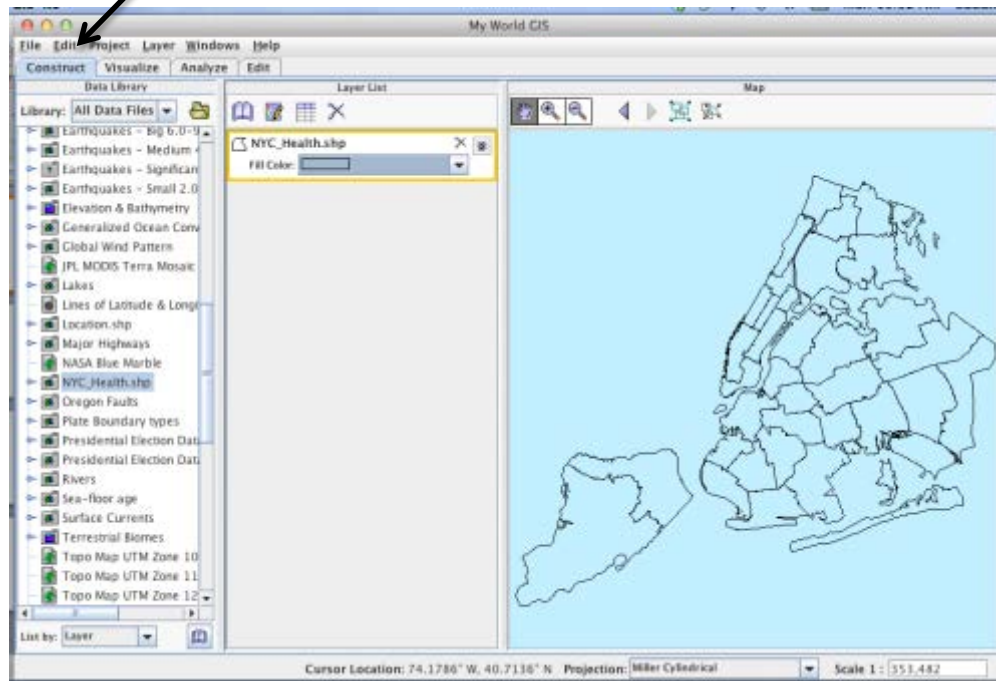 My World GIS
File Edit Project Layer Windows Help
Construct Visualize Analyze Edit
Data Library
Library: All Data Files
Earthquakes - Big 6.0-9
Earthquakes - Medium
Earthquakes - Significan
Earthquakes - Small 2.0
Elevation & Bathymetry
Generalized Ocean Conv
Global Wind Pattern
JPL MODIS Terra Mosaic
Lakes
Lines of Latitude & Longi
Location.shp
Major Highways
NASA Blue Marble
NYC_Health.shp
Oregon Faults
Plate Boundary types
Presidential Election Dat
Presidential Election Dat
Rivers
Sea-floor age
Surface Currents
Terrestrial Biomes
Topo Map UTM Zone 10
Topo Map UTM Zone 11
Topo Map UTM Zone 12
List by: Layer
Layer List
NYC_Health.shp
Fill Color:
Map
Cursor Location: 74.1786° W, 40.7136° N Projection: Miller Cylindrical Scale 1 : 353,482